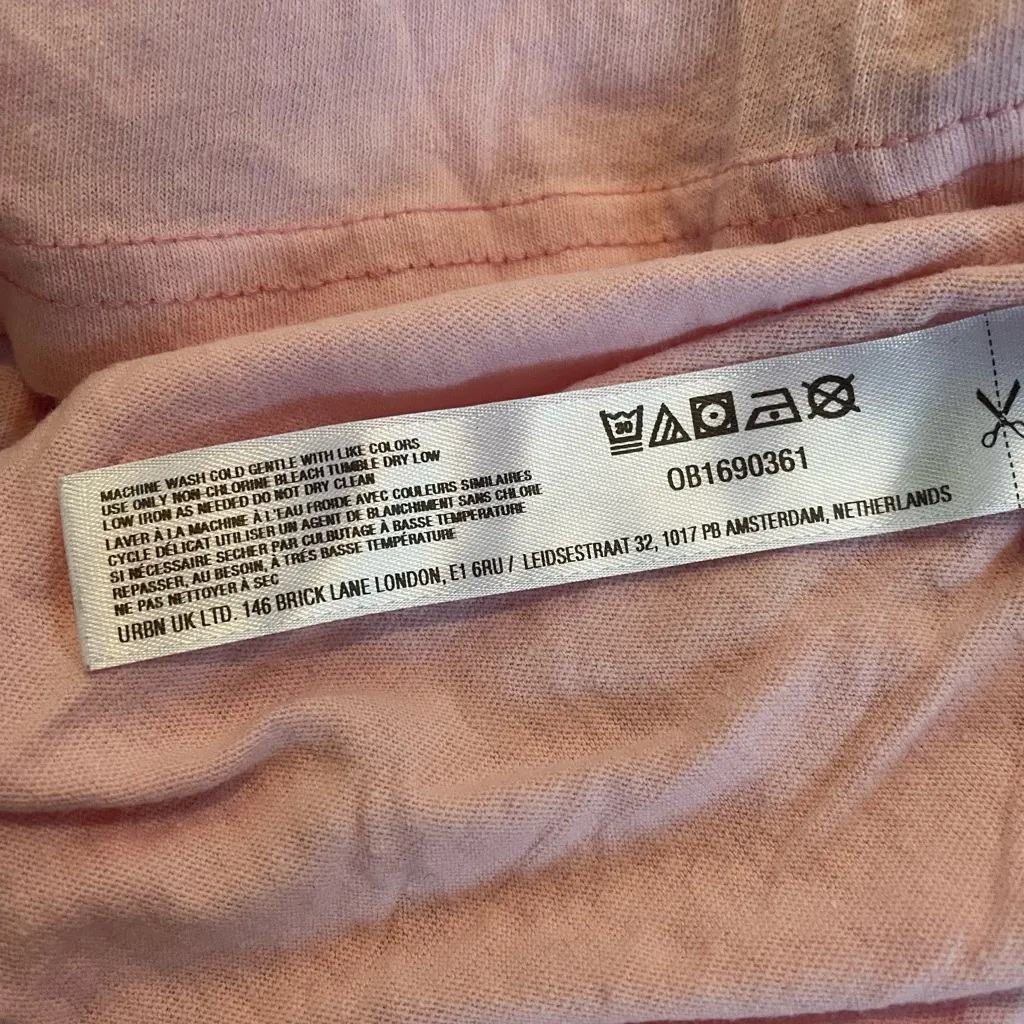 MACHINE WASH COLD GENTLE WITH LIKE COLORS
USE ONLY NON-CHLORINE BLEACH TUMBLE DRY LOW
LOW IRON AS NEEDED DO NOT DRY CLEAN
LAVER À LA MACHINE À L'EAU FROIDE AVEC COULEURS SIMILAIRES
CYCLE DÉLICAT UTILISER UN AGENT DE BLANCHIMENT SANS CHLORE
SI NÉCESSAIRE SECHER PAR CULBUTAGE À BASSE TEMPERATURE
REPASSER, AU BESOIN, À TRÉS BASSE TEMPÉRATURE
NE PAS NETTOYER À SEC
URBN UK LTD. 146 BRICK LANE LONDON, E1 6RU / LEIDSESTRAAT 32, 1017 PB AMSTERDAM, NETHERLANDS
30
OB1690361